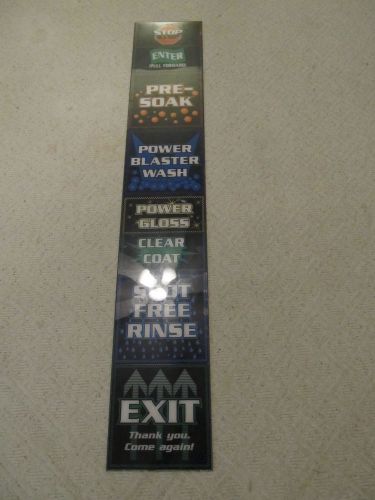 STOP
ENTER
PULL FORWARD
PRE-
SOAK
POWER
BLASTER
WASH
POWER
GLOSS
CLEAR
COAT
SPOT
FREE
RINSE
EXIT
Thank you.
Come again!